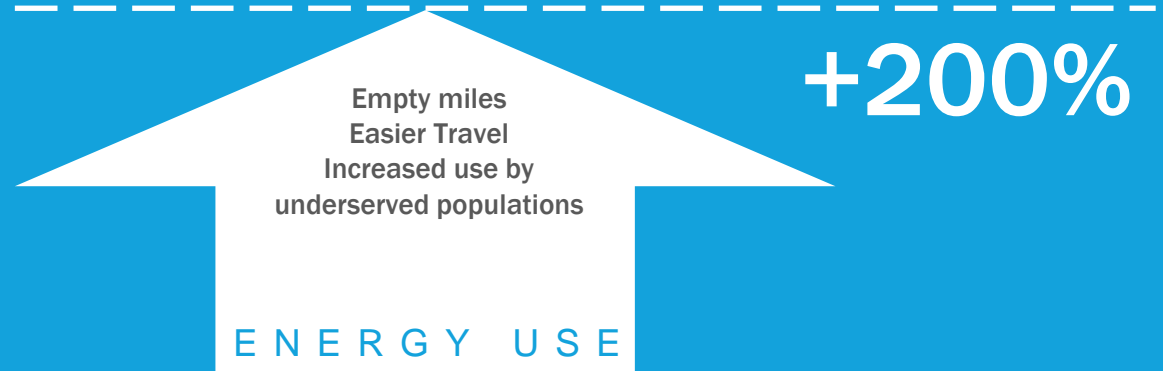 +200%
Empty miles
Easier Travel
Increased use by
underserved populations
ENERGY USE